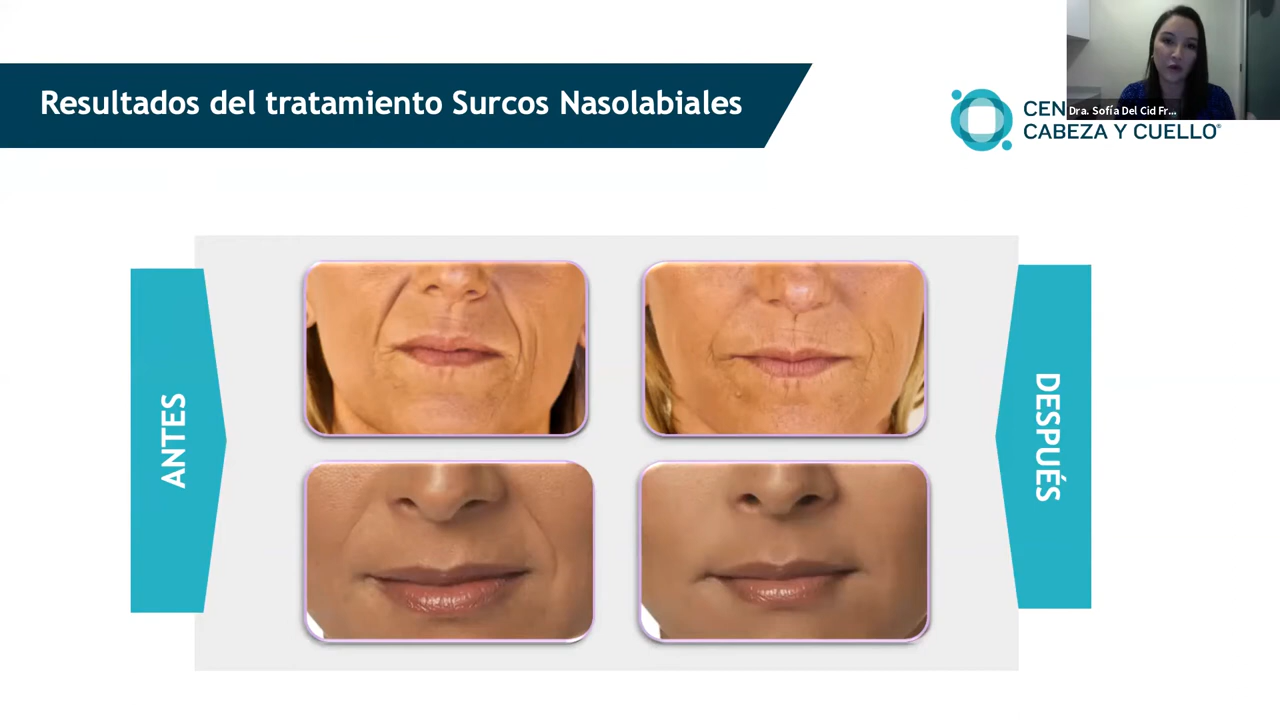 Resultados del tratamiento Surcos Nasolabiales
CEN
Dra. Sofía Del Cid Fr...
CABEZA Y CUELLO®
ANTES
DESPUÉS